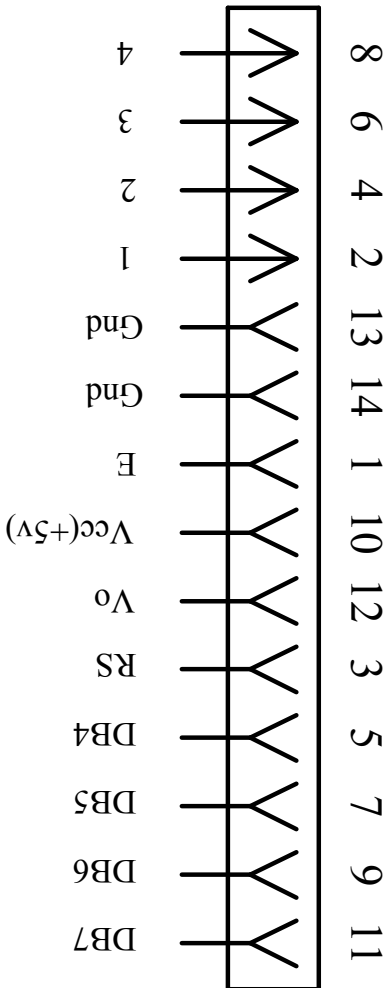 4 8
3 6
2 4
1 2
Gnd 13
Gnd 14
E 1
Vcc(+5v) 10
Vo 12
RS 3
DB4 5
DB5 7
DB6 9
DB7 11